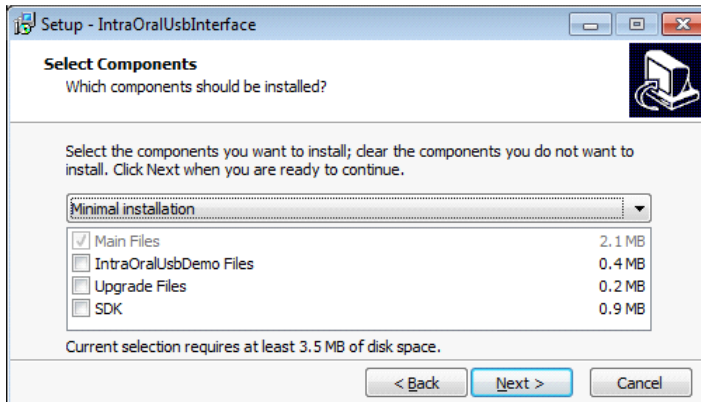 Setup - IntraOralUsbInterface
Select Components
Which components should be installed?
Select the components you want to install; clear the components you do not want to
install. Click Next when you are ready to continue.
Minimal installation
Main Files 2.1 MB
IntraOralUsbDemo Files 0.4 MB
Upgrade Files 0.2 MB
SDK 0.9 MB
Current selection requires at least 3.5 MB of disk space.
< Back Next > Cancel